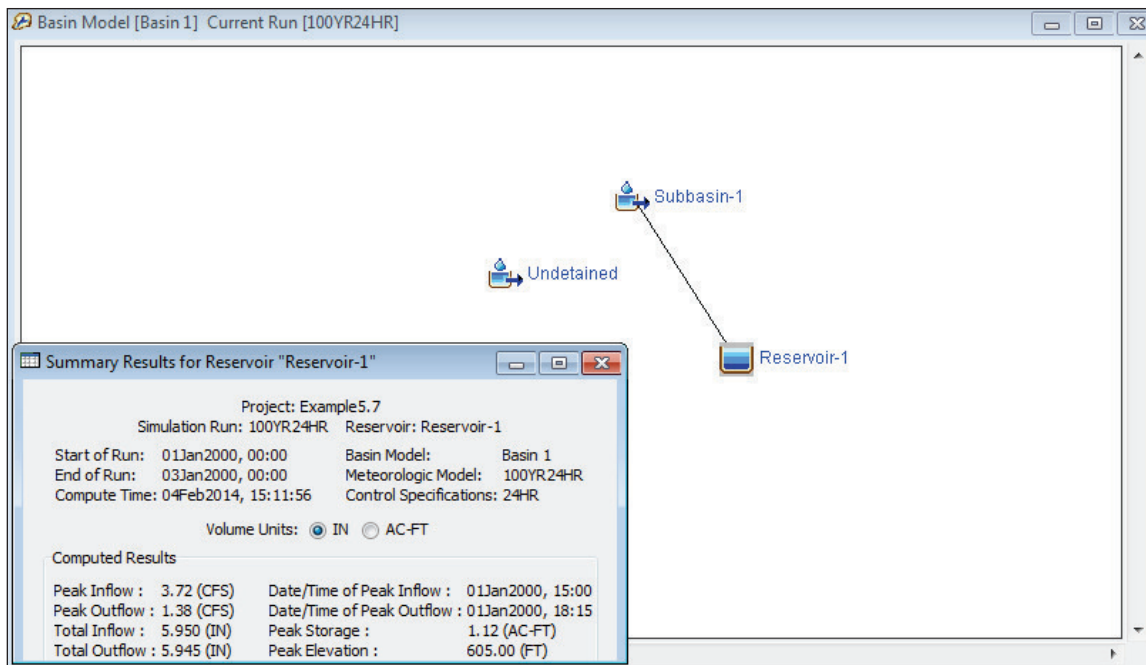 Basin Model [Basin 1] Current Run [100YR24HR]
Subbasin-1
Undetained
Reservoir-1
Summary Results for Reservoir "Reservoir-1"
Project: Example5.7
Simulation Run: 100YR24HR Reservoir: Reservoir-1
Start of Run: 01Jan2000, 00:00 Basin Model: Basin 1
End of Run: 03Jan2000, 00:00 Meteorologic Model: 100YR24HR
Compute Time: 04Feb2014, 15:11:56 Control Specifications: 24HR
Volume Units: IN AC-FT
Computed Results
Peak Inflow : 3.72 (CFS) Date/Time of Peak Inflow : 01Jan2000, 15:00
Peak Outflow : 1.38 (CFS) Date/Time of Peak Outflow : 01Jan2000, 18:15
Total Inflow : 5.950 (IN) Peak Storage : 1.12 (AC-FT)
Total Outflow : 5.945 (IN) Peak Elevation : 605.00 (FT)